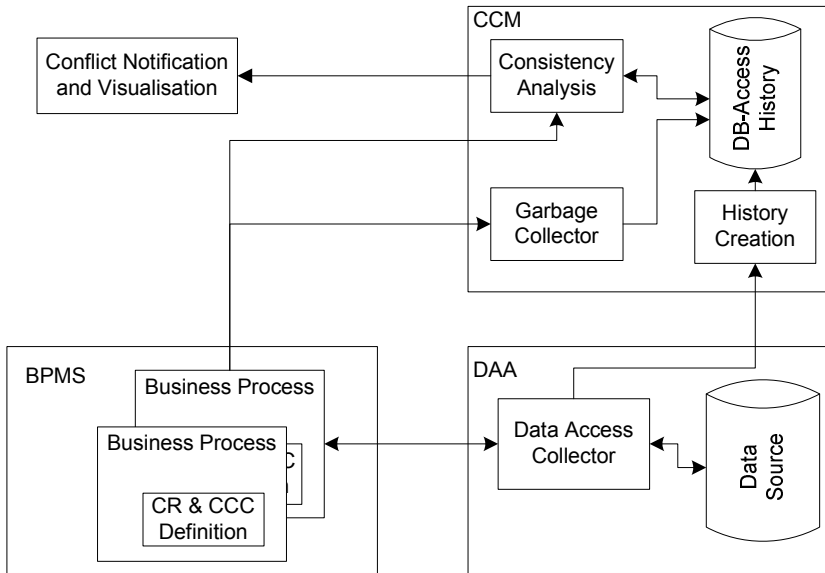 CCM
Conflict Notification
and Visualisation
Consistency
Analysis
DB-Access
History
Garbage
Collector
History
Creation
BPMS
Business Process
Business Process
CR & CCC
Definition
DAA
Data Access
Collector
Data
Source